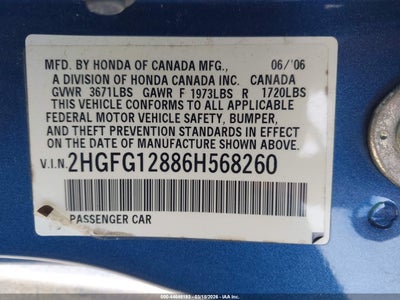 MFD. BY HONDA OF CANADA MFG., 06/'06
A DIVISION OF HONDA CANADA INC. CANADA
GVWR 3671LBS GAWR F 1973LBS R 1720LBS
THIS VEHICLE CONFORMS TO ALL APPLICABLE
FEDERAL MOTOR VEHICLE SAFETY, BUMPER,
AND THEFT PREVENTION STANDARDS IN EFFECT
ON THE DATE OF MANUFACTURE SHOWN ABOVE.
V.I.N. 2HGFG12886H568260
PASSENGER CAR